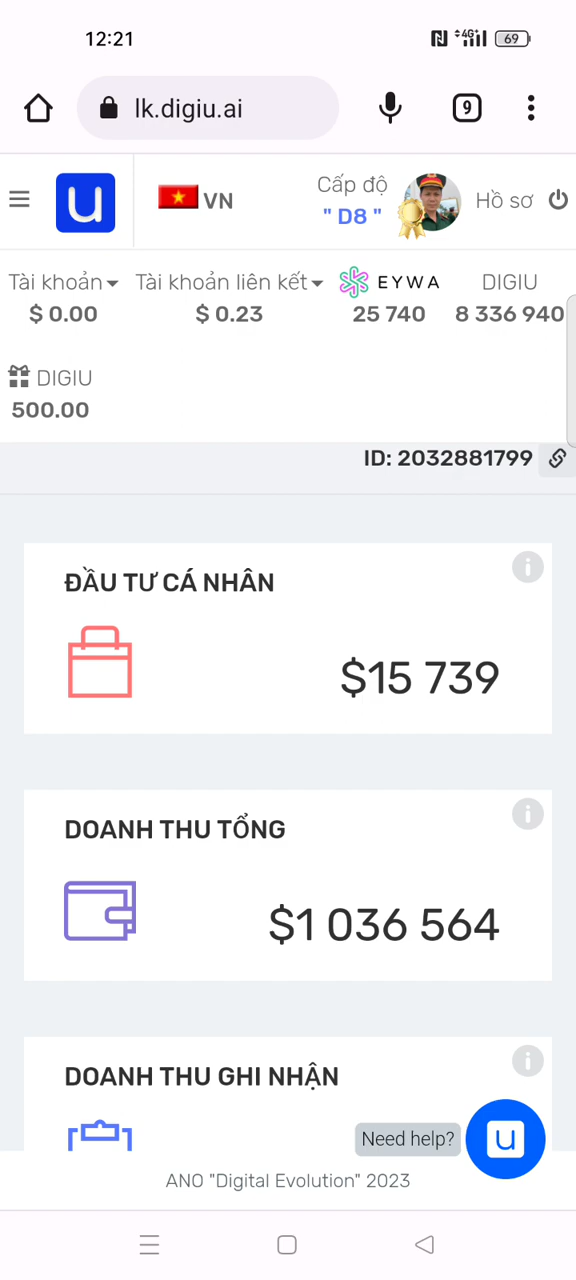 12:21
4G+ 69
lk.digiu.ai 9
u VN Cấp độ " D8 " Hồ sơ
Tài khoản Tài khoản liên kết EYWA DIGIU
$ 0.00 $ 0.23 25 740 8 336 940
DIGIU
500.00
ID: 2032881799
ĐẦU TƯ CÁ NHÂN
$15 739
DOANH THU TỔNG
$1 036 564
DOANH THU GHI NHẬN
Need help? u
ANO "Digital Evolution" 2023